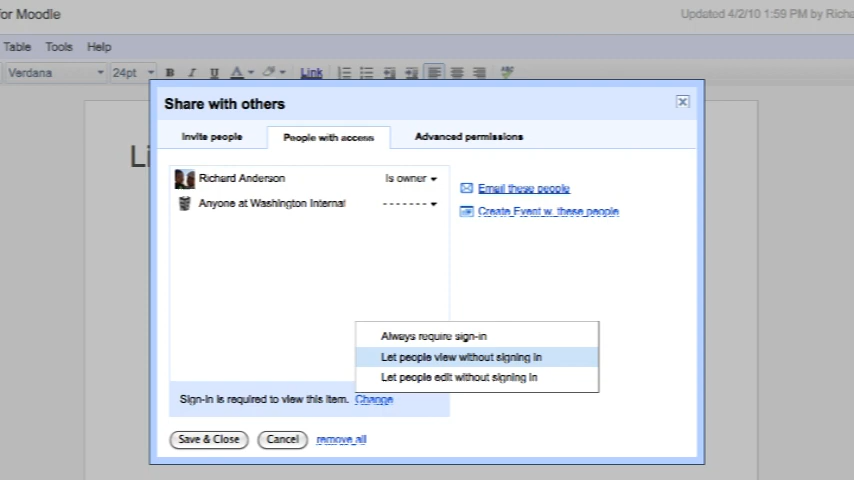 for Moodle
Updated 4/2/10 1:59 PM by Richa
Table Tools Help
Verdana 24pt B I U A Link ABC
Share with others
Invite people People with access Advanced permissions
Li
Richard Anderson Is owner
Anyone at Washington Internat -------
Email these people
Create Event w. these people
Always require sign-in
Let people view without signing in
Let people edit without signing in
Sign-in is required to view this item. Change
Save & Close Cancel remove all